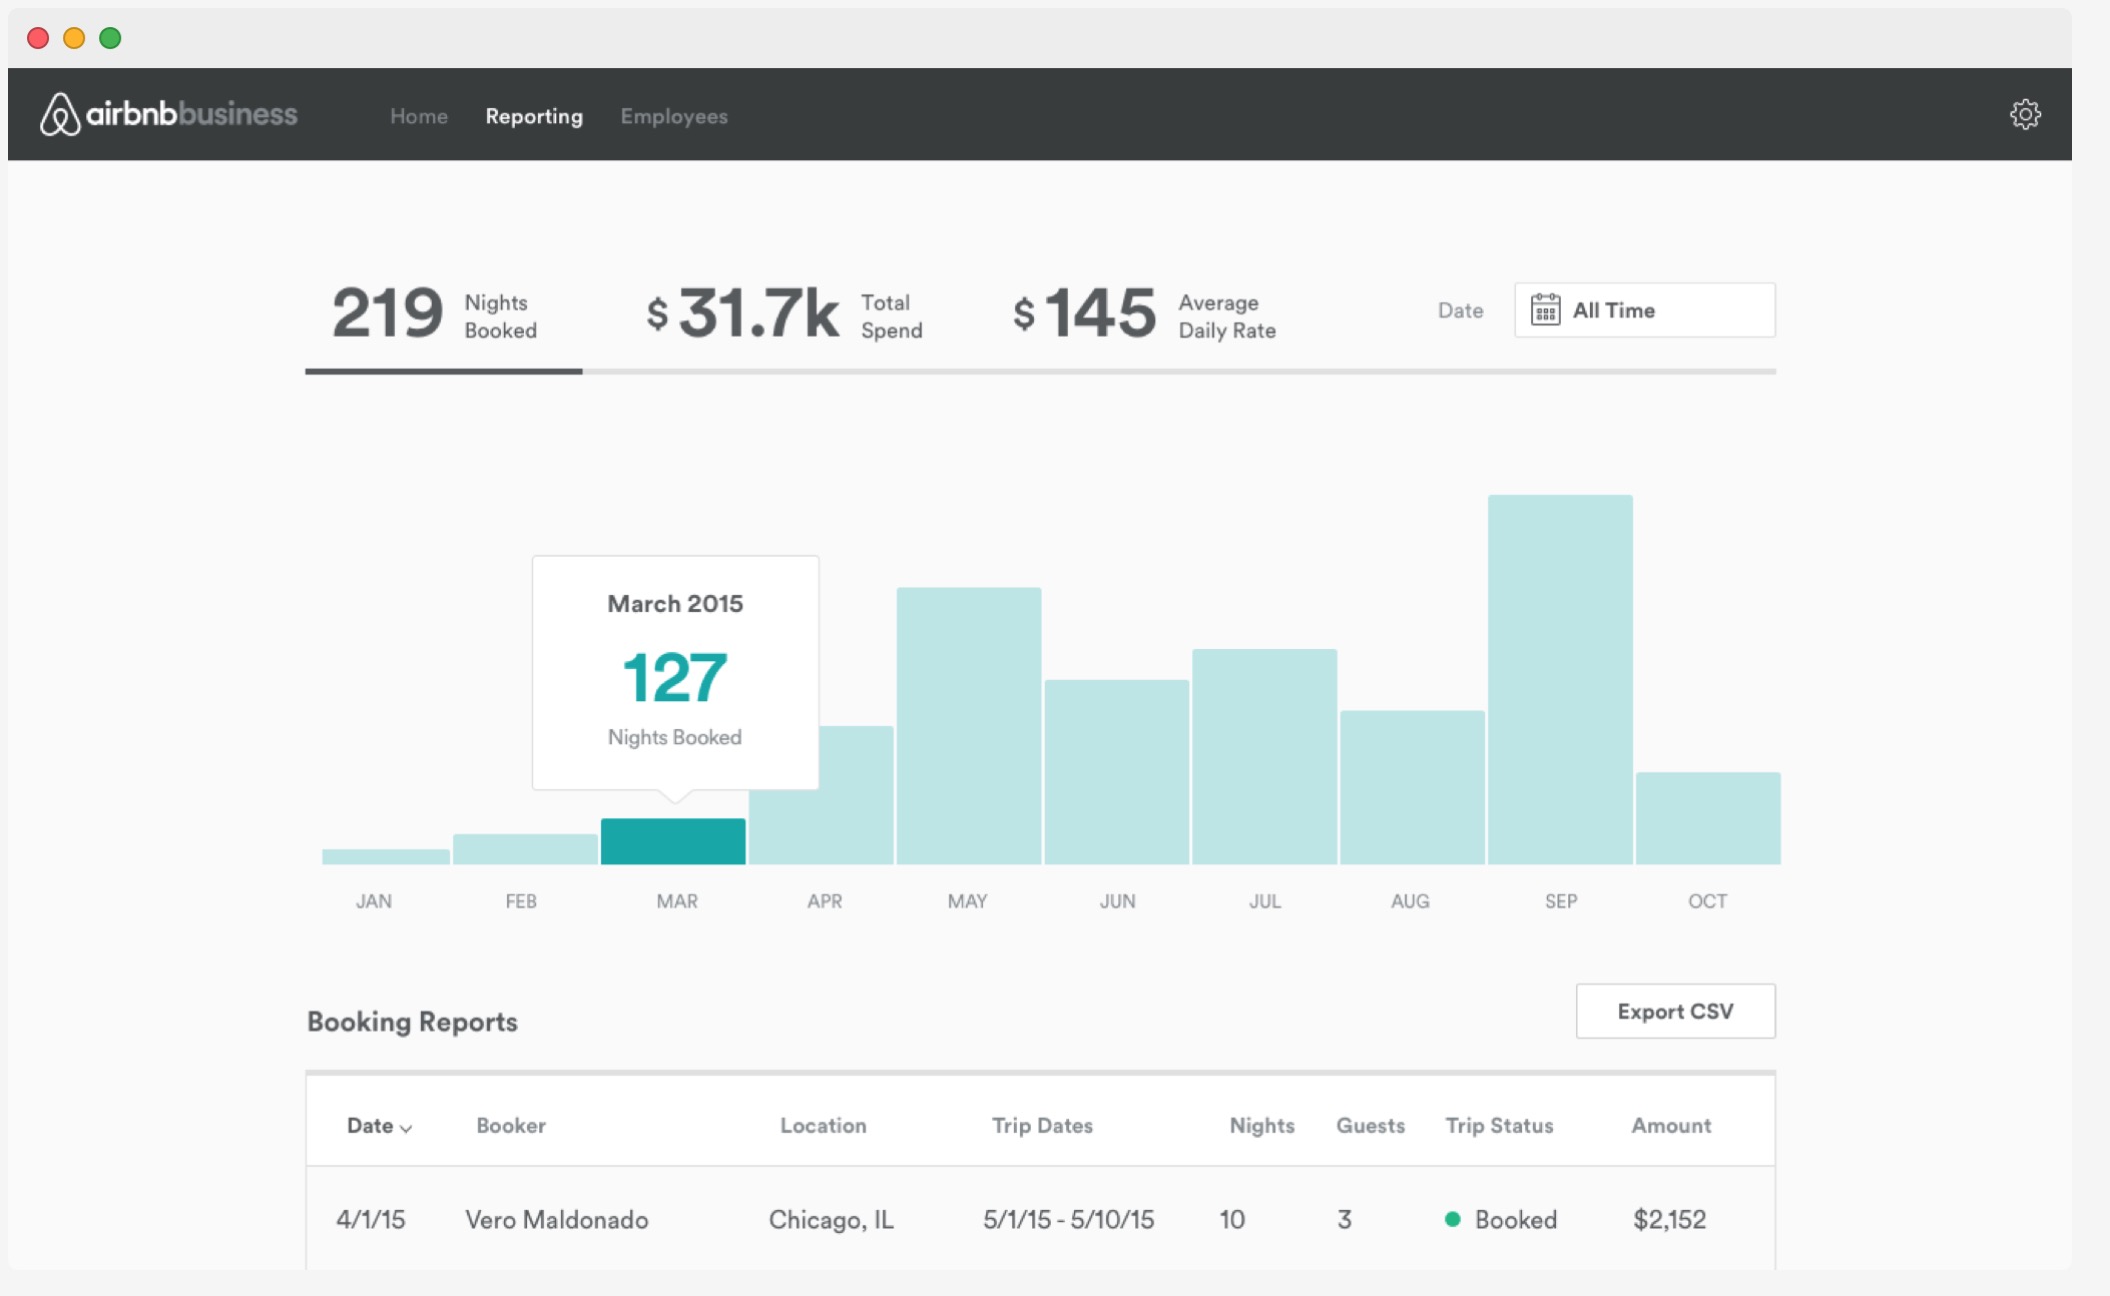 airbnbbusiness Home Reporting Employees
219 Nights Booked $31.7k Total Spend $145 Average Daily Rate Date All Time
March 2015
127
Nights Booked
JAN FEB MAR APR MAY JUN JUL AUG SEP OCT
Booking Reports Export CSV
Date Booker Location Trip Dates Nights Guests Trip Status Amount
4/1/15 Vero Maldonado Chicago, IL 5/1/15 - 5/10/15 10 3 Booked $2,152